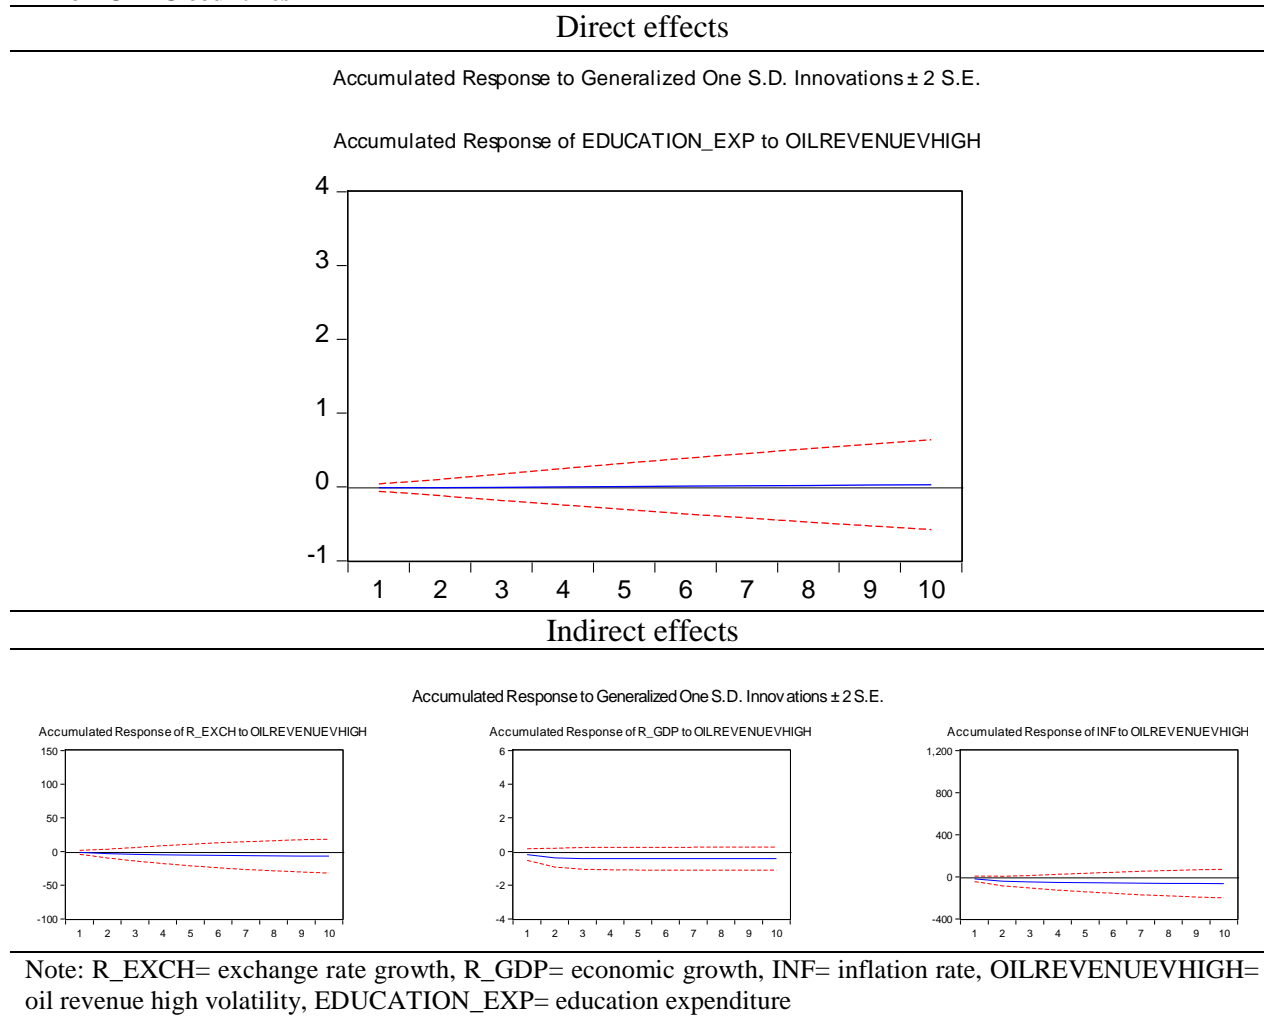 Direct effects
Accumulated Response to Generalized One S.D. Innovations ± 2 S.E.
Accumulated Response of EDUCATION_EXP to OILREVENUEVHIGH
4
3
2
1
0
-1
1 2 3 4 5 6 7 8 9 10
Indirect effects
Accumulated Response to Generalized One S.D. Innovations ± 2 S.E.
Accumulated Response of R_EXCH to OILREVENUEVHIGH
150
100
50
0
-50
-100
1 2 3 4 5 6 7 8 9 10
Accumulated Response of R_GDP to OILREVENUEVHIGH
6
4
2
0
-2
-4
1 2 3 4 5 6 7 8 9 10
Accumulated Response of INF to OILREVENUEVHIGH
1,200
800
400
0
-400
1 2 3 4 5 6 7 8 9 10
Note: R_EXCH= exchange rate growth, R_GDP= economic growth, INF= inflation rate, OILREVENUEVHIGH=
oil revenue high volatility, EDUCATION_EXP= education expenditure